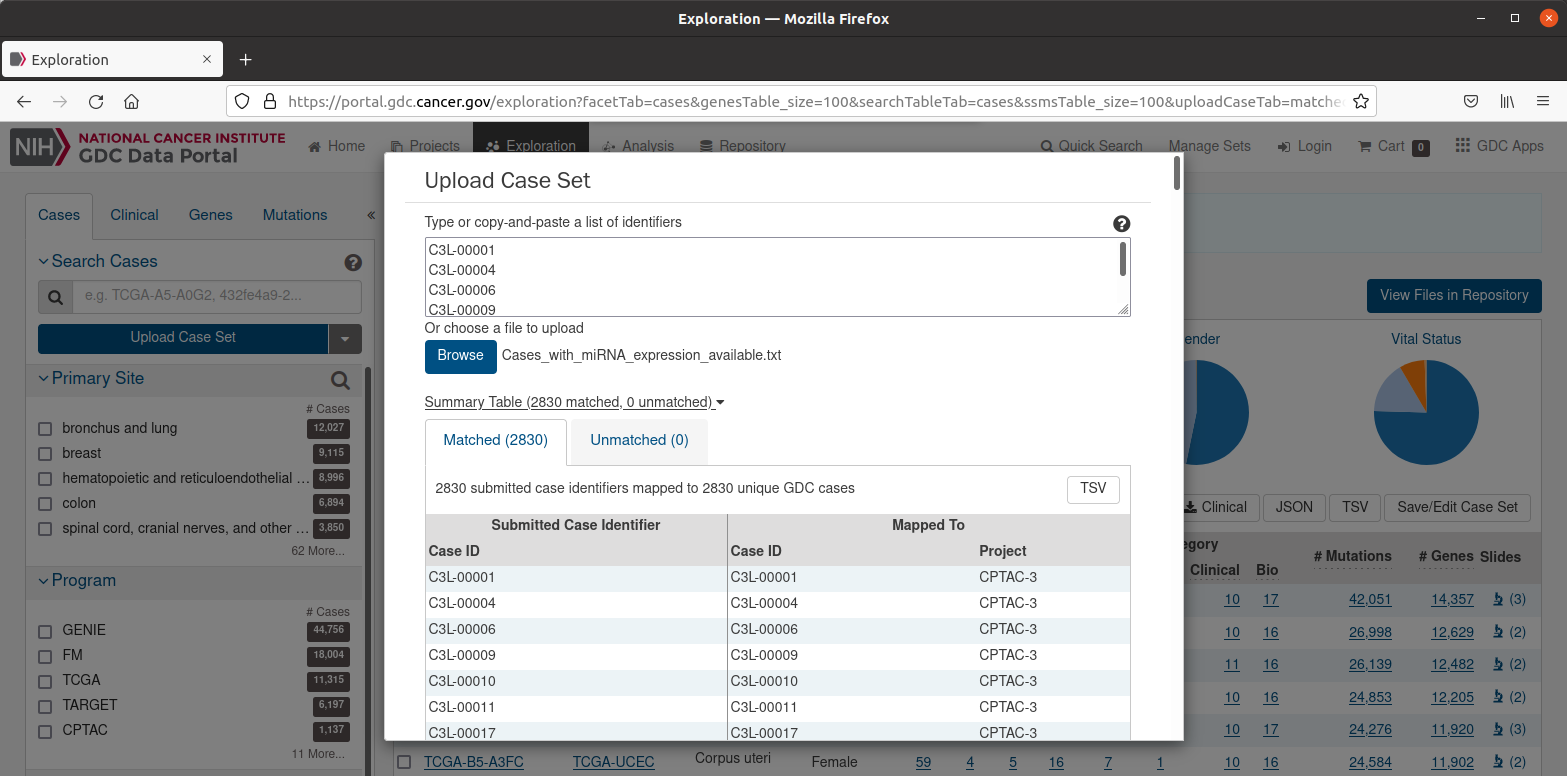 Exploration — Mozilla Firefox
Exploration
https://portal.gdc.cancer.gov/exploration?facetTab=cases&genesTable_size=100&searchTableTab=cases&ssmsTable_size=100&uploadCaseTab=matche
NIH NATIONAL CANCER INSTITUTE
GDC Data Portal
Home Projects Exploration Analysis Repository Quick Search Manage Sets Login Cart 0 GDC Apps
Cases Clinical Genes Mutations «
Search Cases
e.g. TCGA-A5-A0G2, 432fe4a9-2...
Upload Case Set
Primary Site
# Cases
bronchus and lung 12,027
breast 9,115
hematopoietic and reticuloendothelial ... 8,996
colon 6,894
spinal cord, cranial nerves, and other ... 3,850
62 More...
Program
# Cases
GENIE 44,756
FM 18,004
TCGA 11,315
TARGET 6,197
CPTAC 1,137
11 More...
Upload Case Set
Type or copy-and-paste a list of identifiers
C3L-00001
C3L-00004
C3L-00006
C3L-00009
Or choose a file to upload
Browse Cases_with_miRNA_expression_available.txt
Summary Table (2830 matched, 0 unmatched)
Matched (2830) Unmatched (0)
2830 submitted case identifiers mapped to 2830 unique GDC cases TSV
Submitted Case Identifier Mapped To
Case ID Case ID Project
C3L-00001 C3L-00001 CPTAC-3
C3L-00004 C3L-00004 CPTAC-3
C3L-00006 C3L-00006 CPTAC-3
C3L-00009 C3L-00009 CPTAC-3
C3L-00010 C3L-00010 CPTAC-3
C3L-00011 C3L-00011 CPTAC-3
C3L-00017 C3L-00017 CPTAC-3
View Files in Repository
ender Vital Status
Clinical JSON TSV Save/Edit Case Set
egory # Mutations # Genes Slides
Clinical Bio
10 17 42,051 14,357 (3)
10 16 26,998 12,629 (2)
11 16 26,139 12,482 (2)
10 16 24,853 12,205 (2)
10 17 24,276 11,920 (3)
TCGA-B5-A3FC TCGA-UCEC Corpus uteri Female 59 4 5 16 7 1 10 16 24,584 11,902 (2)